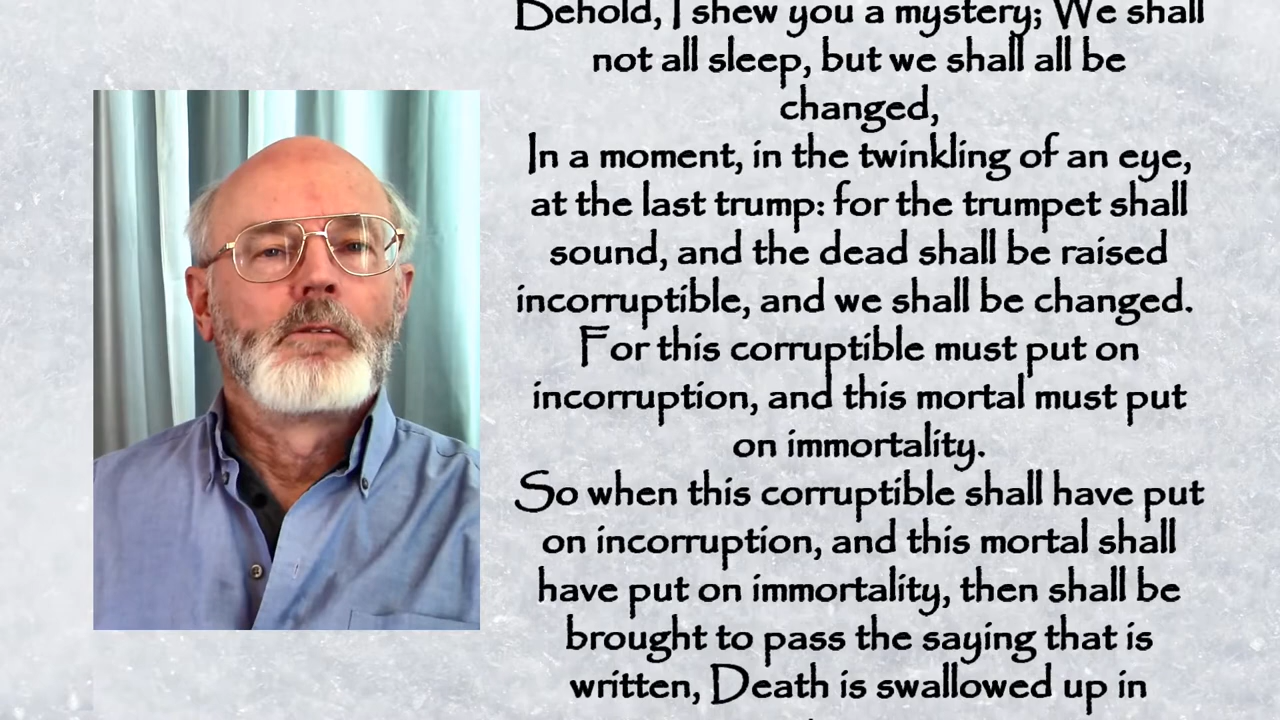 Behold, I shew you a mystery; We shall
not all sleep, but we shall all be
changed,
In a moment, in the twinkling of an eye,
at the last trump: for the trumpet shall
sound, and the dead shall be raised
incorruptible, and we shall be changed.
For this corruptible must put on
incorruption, and this mortal must put
on immortality.
So when this corruptible shall have put
on incorruption, and this mortal shall
have put on immortality, then shall be
brought to pass the saying that is
written, Death is swallowed up in